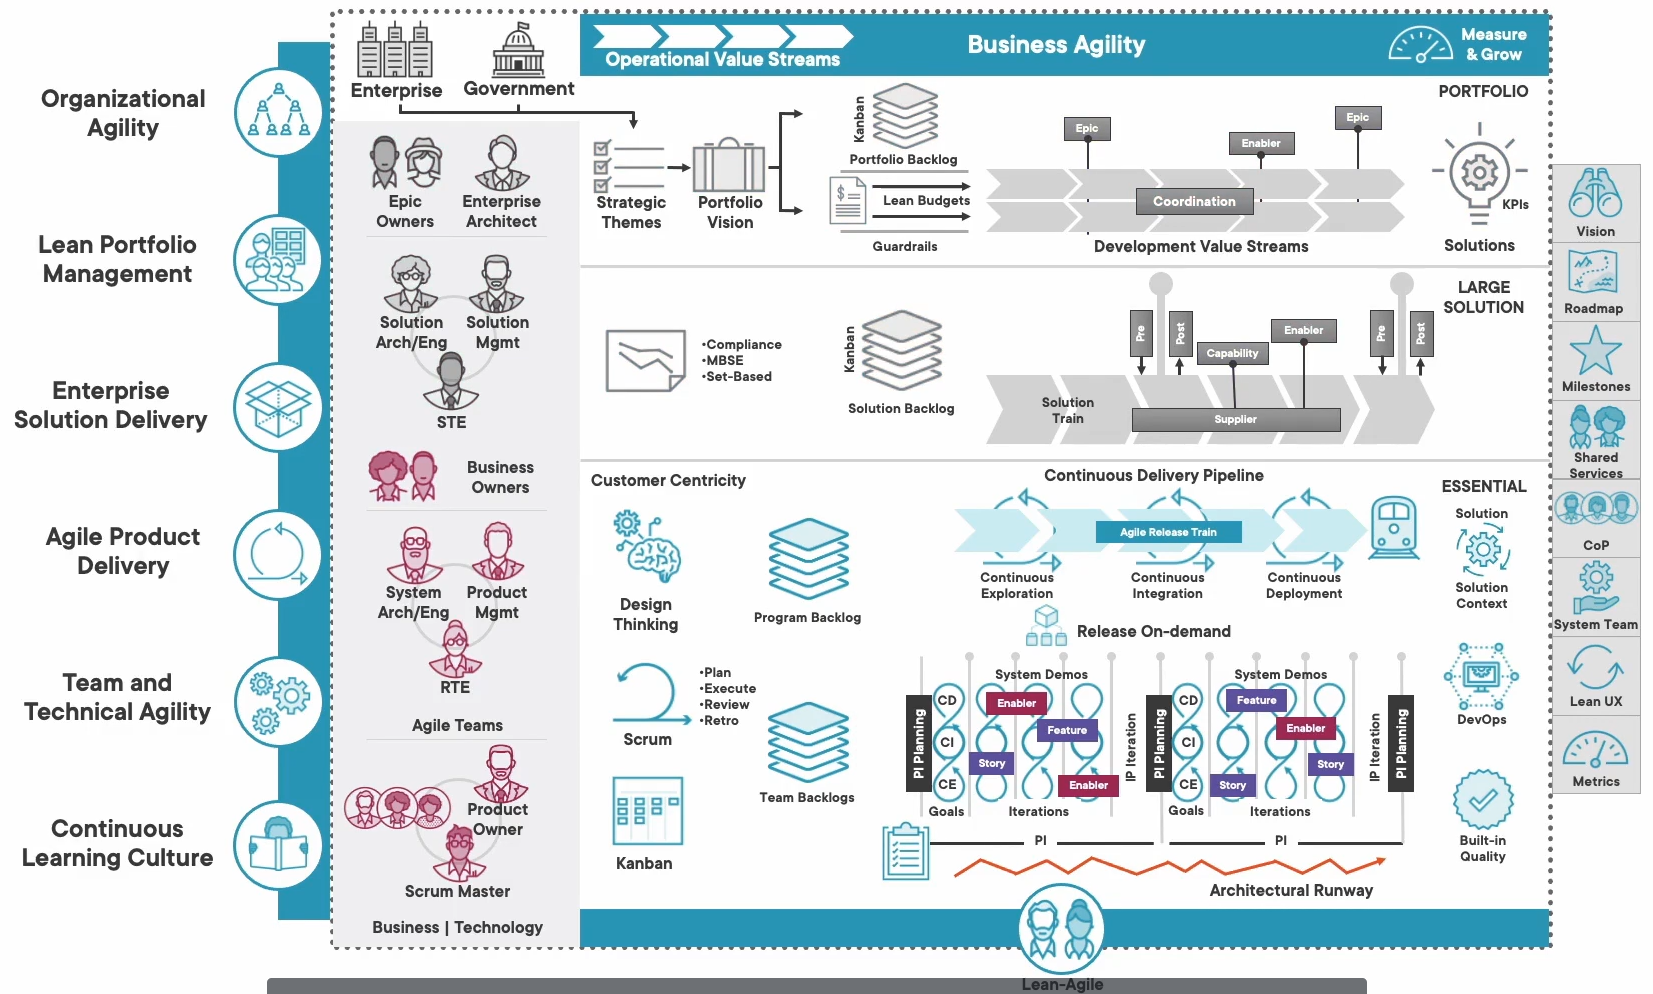 Organizational
Agility
Lean Portfolio
Management
Enterprise
Solution Delivery
Agile Product
Delivery
Team and
Technical Agility
Continuous
Learning Culture
Enterprise
Government
Epic
Owners
Enterprise
Architect
Solution
Arch/Eng
Solution
Mgmt
STE
Business
Owners
System
Arch/Eng
Product
Mgmt
RTE
Agile Teams
Product
Owner
Scrum Master
Business | Technology
Operational Value Streams
Business Agility
Measure
& Grow
Strategic
Themes
Portfolio
Vision
Kanban
Portfolio Backlog
$
Lean Budgets
Guardrails
Epic
Enabler
Epic
Coordination
Development Value Streams
PORTFOLIO
KPIs
Solutions
•Compliance
•MBSE
•Set-Based
Kanban
Solution Backlog
Pre
Post
Capability
Enabler
Pre
Post
Solution
Train
Supplier
LARGE
SOLUTION
Customer Centricity
Design
Thinking
Program Backlog
•Plan
•Execute
•Review
•Retro
Scrum
Team Backlogs
Kanban
Continuous Delivery Pipeline
Agile Release Train
Continuous
Exploration
Continuous
Integration
Continuous
Deployment
Release On-demand
PI Planning
CD
CI
CE
Goals
System Demos
Enabler
Feature
Story
Enabler
Iterations
IP Iteration
PI Planning
CD
CI
CE
Goals
System Demos
Feature
Enabler
Story
Story
Iterations
IP Iteration
PI Planning
PI
PI
Architectural Runway
ESSENTIAL
Solution
Solution
Context
DevOps
Built-in
Quality
Vision
Roadmap
Milestones
Shared
Services
CoP
System Team
Lean UX
Metrics
Lean-Agile